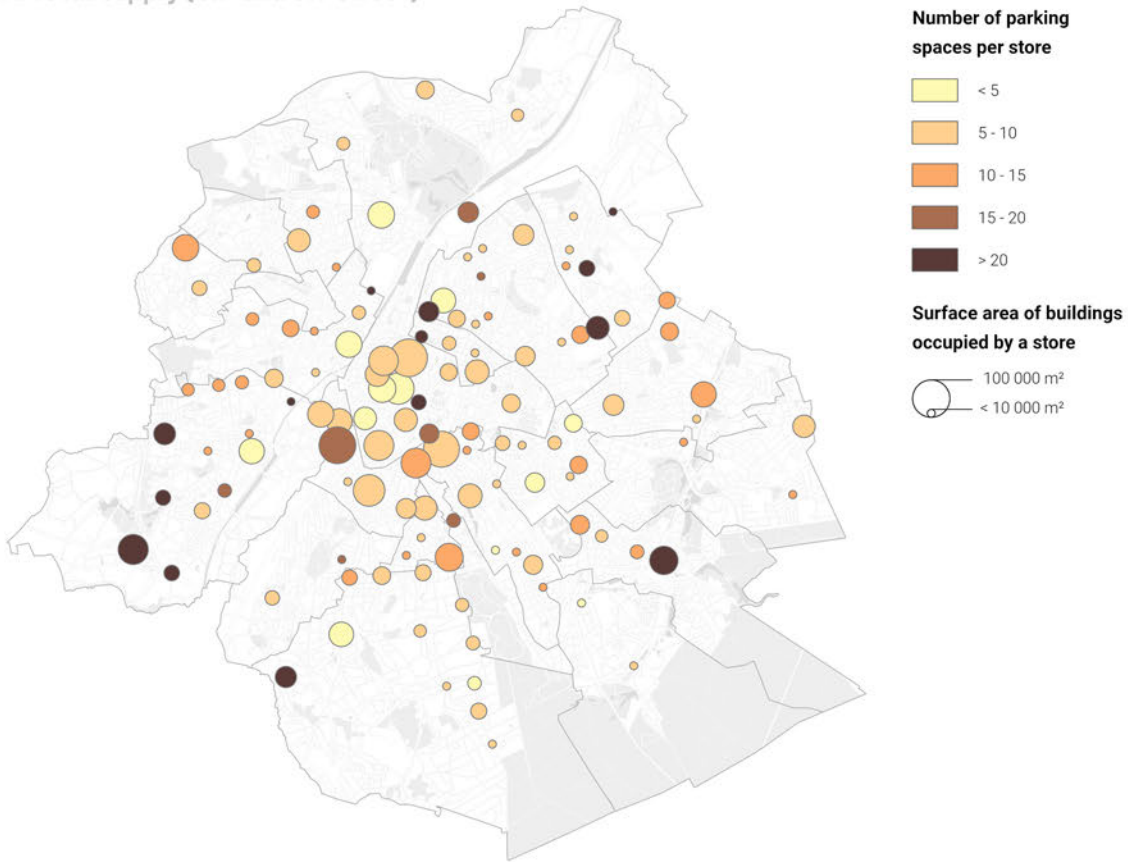 Number of parking
spaces per store
< 5
5 - 10
10 - 15
15 - 20
> 20
Surface area of buildings
occupied by a store
100 000 m²
< 10 000 m²